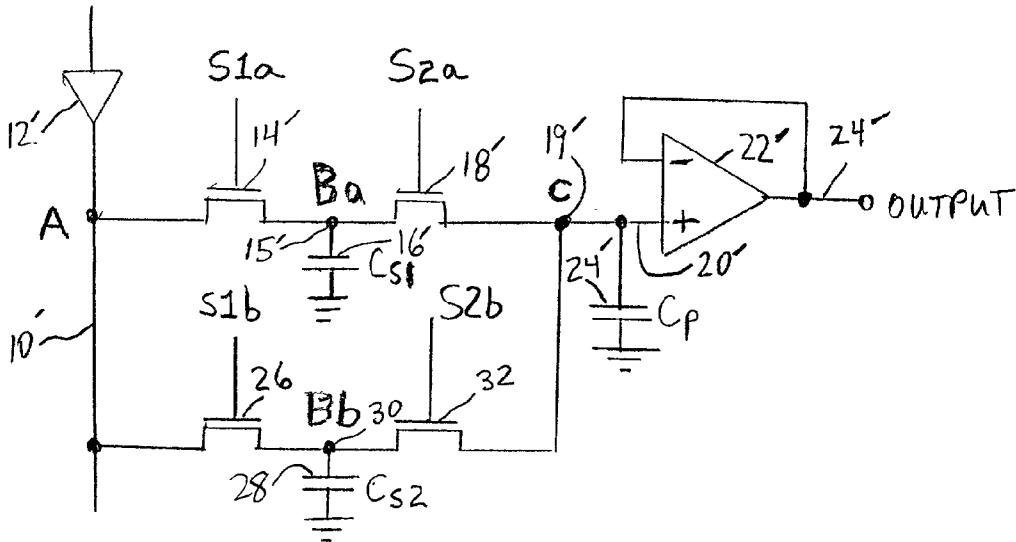 12'
S1a
S2a
14'
18'
19'
22'
24'
OUTPUT
A
Ba
C
-
+
15'
16'
CS1
24'
20'
Cp
10'
S1b
S2b
26
Bb
30
32
28
CS2